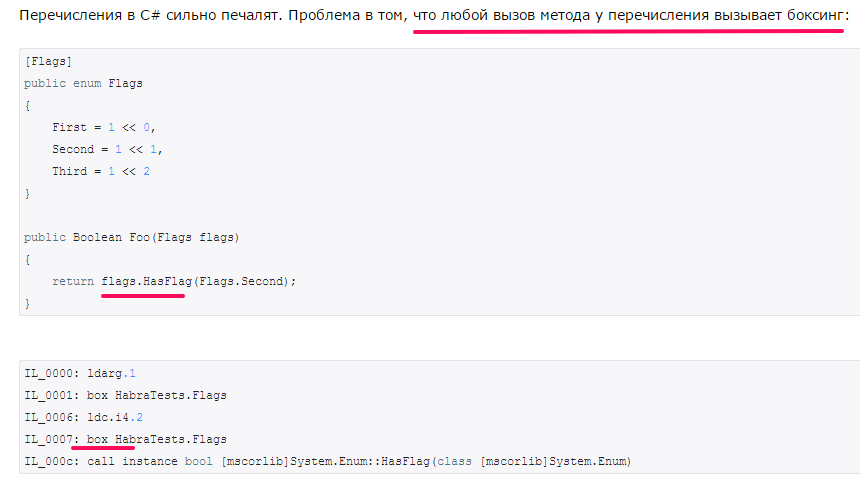 Перечисления в C# сильно печалят. Проблема в том, что любой вызов метода у перечисления вызывает боксинг:
[Flags]
public enum Flags
{
    First = 1 << 0,
    Second = 1 << 1,
    Third = 1 << 2
}
public Boolean Foo(Flags flags)
{
    return flags.HasFlag(Flags.Second);
}
IL_0000: ldarg.1
IL_0001: box HabraTests.Flags
IL_0006: ldc.i4.2
IL_0007: box HabraTests.Flags
IL_000c: call instance bool [mscorlib]System.Enum::HasFlag(class [mscorlib]System.Enum)